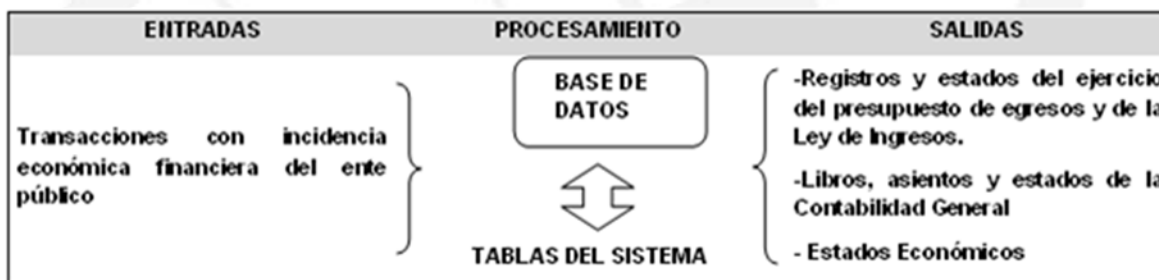 ENTRADAS
PROCESAMIENTO
SALIDAS
Transacciones con incidencia
económica financiera del ente
público
BASE DE
DATOS
TABLAS DEL SISTEMA
-Registros y estados del ejercicio
del presupuesto de egresos y de la
Ley de Ingresos.
-Libros, asientos y estados de la
Contabilidad General
- Estados Económicos